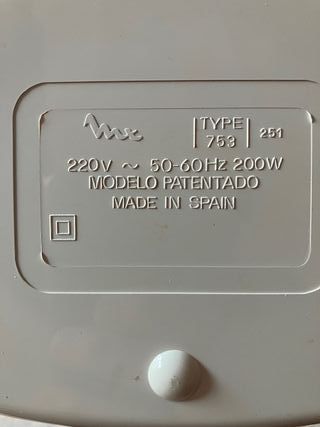 TYPE
753
251
220V ~ 50-60Hz 200W
MODELO PATENTADO
MADE IN SPAIN